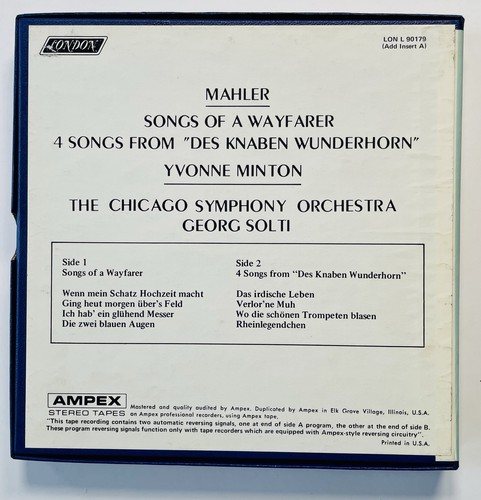 LONDON
LON L 90179
(Add Insert A)
MAHLER
SONGS OF A WAYFARER
4 SONGS FROM "DES KNABEN WUNDERHORN"
YVONNE MINTON
THE CHICAGO SYMPHONY ORCHESTRA
GEORG SOLTI
Side 1
Songs of a Wayfarer
Wenn mein Schatz Hochzeit macht
Ging heut morgen über's Feld
Ich hab' ein glühend Messer
Die zwei blauen Augen
Side 2
4 Songs from "Des Knaben Wunderhorn"
Das irdische Leben
Verlor'ne Muh
Wo die schönen Trompeten blasen
Rheinlegendchen
AMPEX
STEREO TAPES
Mastered and quality audited by Ampex. Duplicated by Ampex in Elk Grove Village, Illinois, U.S.A.
on Ampex professional recorders, using Ampex tape.
"This tape recording contains two automatic reversing signals, one at end of side A program, the other at the end of side B.
These program reversing signals function only with tape recorders which are equipped with Ampex-style reversing circuitry".
Printed in U.S.A.